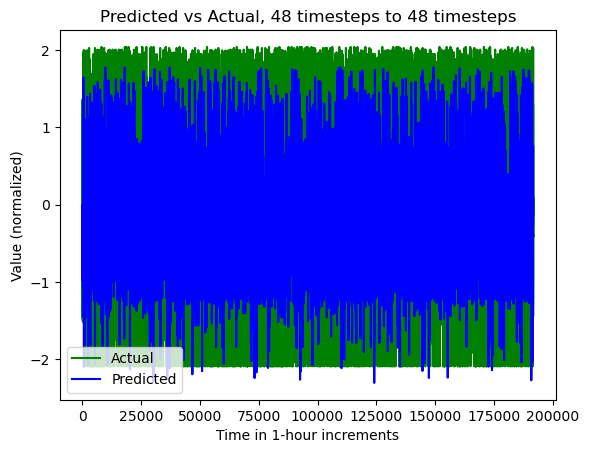 Predicted vs Actual, 48 timesteps to 48 timesteps
2
1
0
−1
−2
Value (normalized)
Actual
Predicted
0 25000 50000 75000 100000 125000 150000 175000 200000
Time in 1-hour increments